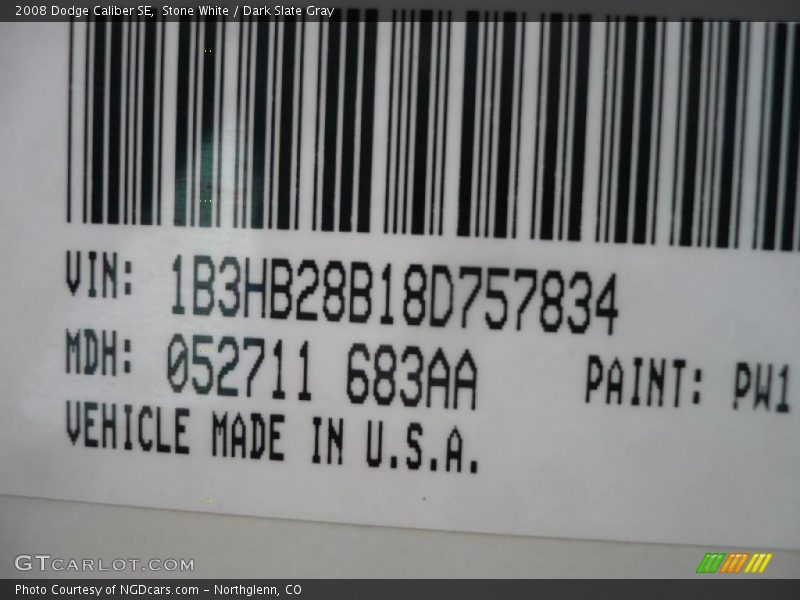 2008 Dodge Caliber SE, Stone White / Dark Slate Gray
VIN: 1B3HB28B18D757834
MDH: 052711 683AA PAINT: PW1
VEHICLE MADE IN U.S.A.
GTCARLOT.COM
Photo Courtesy of NGDcars.com - Northglenn, CO